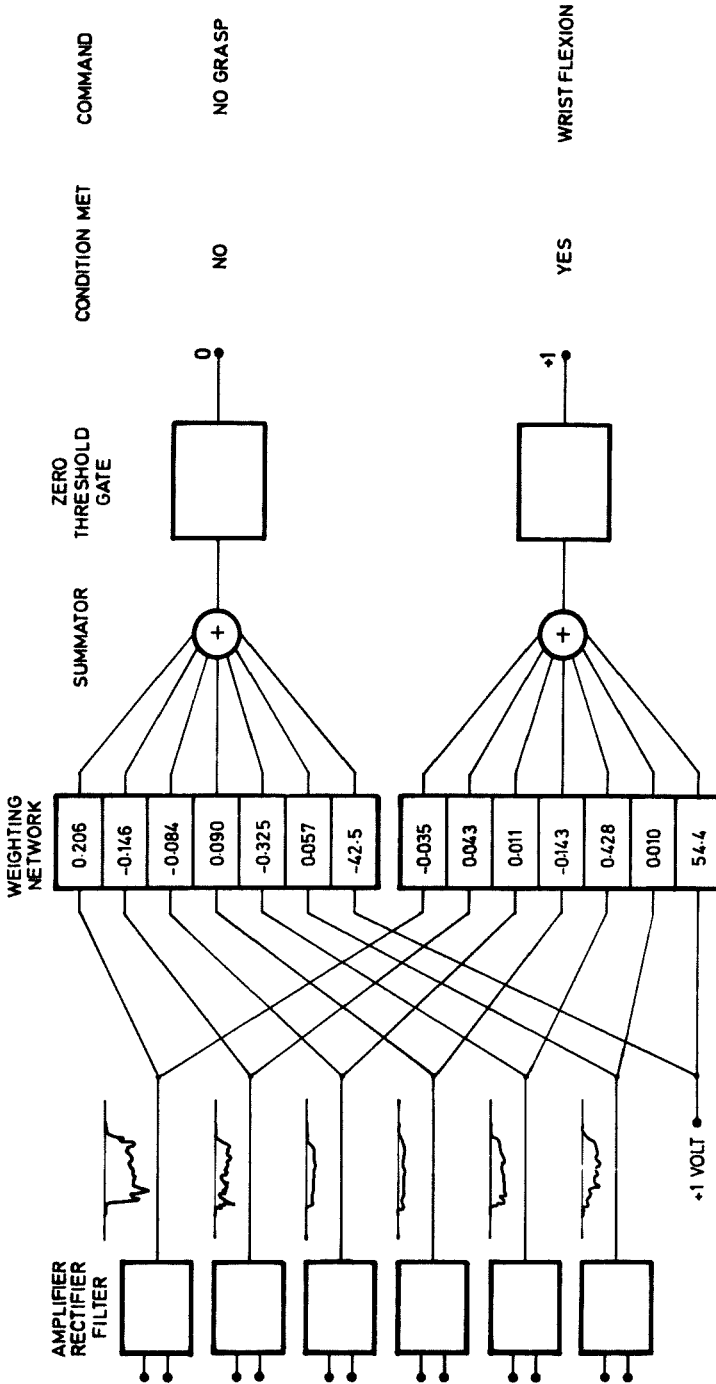 AMPLIFIER
RECTIFIER
FILTER
WEIGHTING
NETWORK
SUMMATOR
ZERO
THRESHOLD
GATE
CONDITION MET
COMMAND
0·206
-0·146
-0·084
0·090
-0·325
0·057
-42·5
0
NO
NO GRASP
-0·035
0·043
0·011
-0·143
0·428
0·010
54·4
+
+
+1
YES
WRIST FLEXION
+1 VOLT